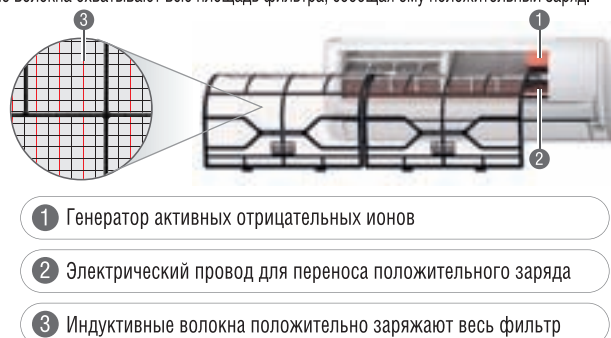 волокна охватывают всю площадь фильтра, сообщая ему положительный заряд.
3
1
2
1 Генератор активных отрицательных ионов
2 Электрический провод для переноса положительного заряда
3 Индуктивные волокна положительно заряжают весь фильтр